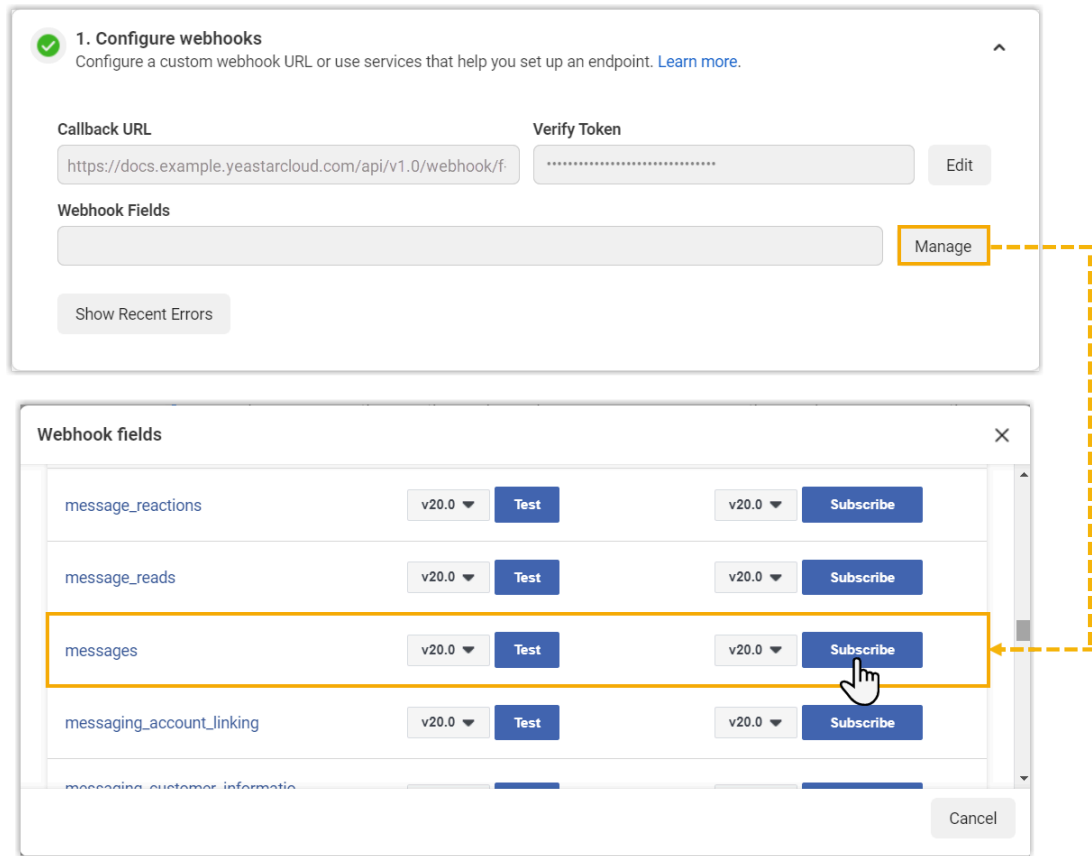 1. Configure webhooks
Configure a custom webhook URL or use services that help you set up an endpoint. Learn more.
Callback URL
Verify Token
https://docs.example.yeastarcloud.com/api/v1.0/webhook/f-
••••••••••••••••••••••••••••••••
Edit
Webhook Fields
Manage
Show Recent Errors
Webhook fields
message_reactions v20.0 Test v20.0 Subscribe
message_reads v20.0 Test v20.0 Subscribe
messages v20.0 Test v20.0 Subscribe
messaging_account_linking v20.0 Test v20.0 Subscribe
messaging_customer_informatio
Cancel